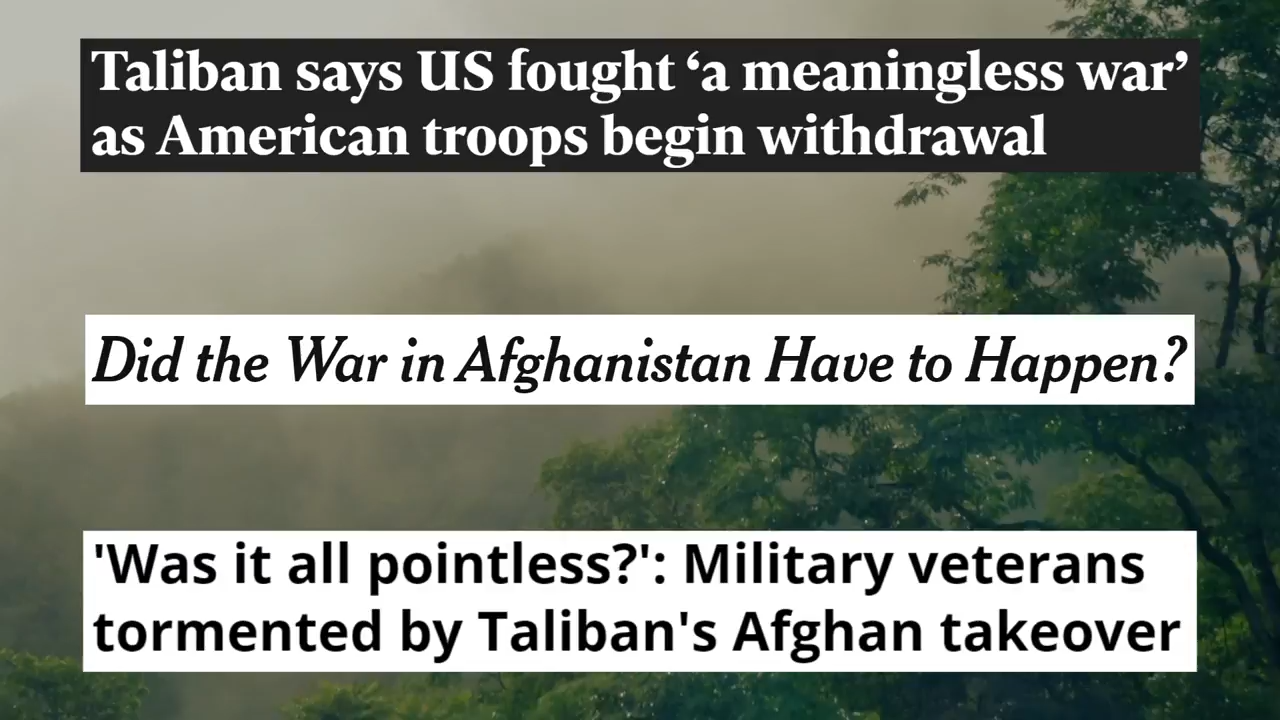 Taliban says US fought ‘a meaningless war’
as American troops begin withdrawal
Did the War in Afghanistan Have to Happen?
'Was it all pointless?': Military veterans
tormented by Taliban's Afghan takeover